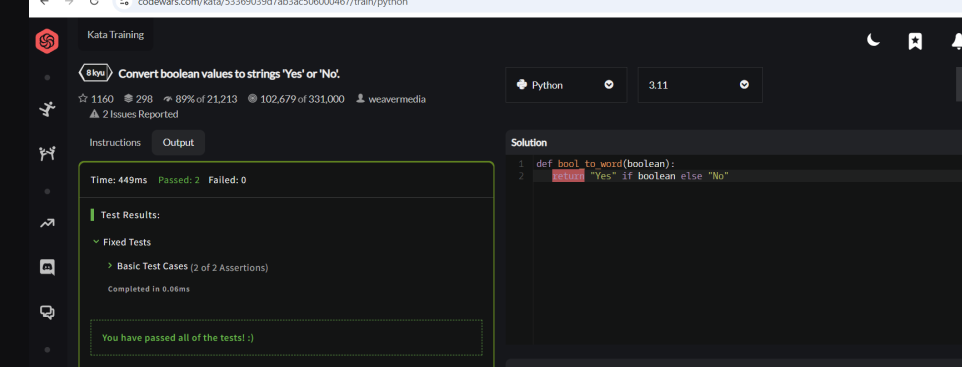 codewars.com/kata/53369039d7ab3ac506000467/train/python
Kata Training
8 kyu Convert boolean values to strings 'Yes' or 'No'.
1160 298 89% of 21,213 102,679 of 331,000 weavermedia
2 Issues Reported
Instructions Output
Time: 449ms Passed: 2 Failed: 0
Test Results:
Fixed Tests
Basic Test Cases (2 of 2 Assertions)
Completed in 0.06ms
You have passed all of the tests! :)
Python 3.11
Solution
1 def bool_to_word(boolean):
2 return "Yes" if boolean else "No"